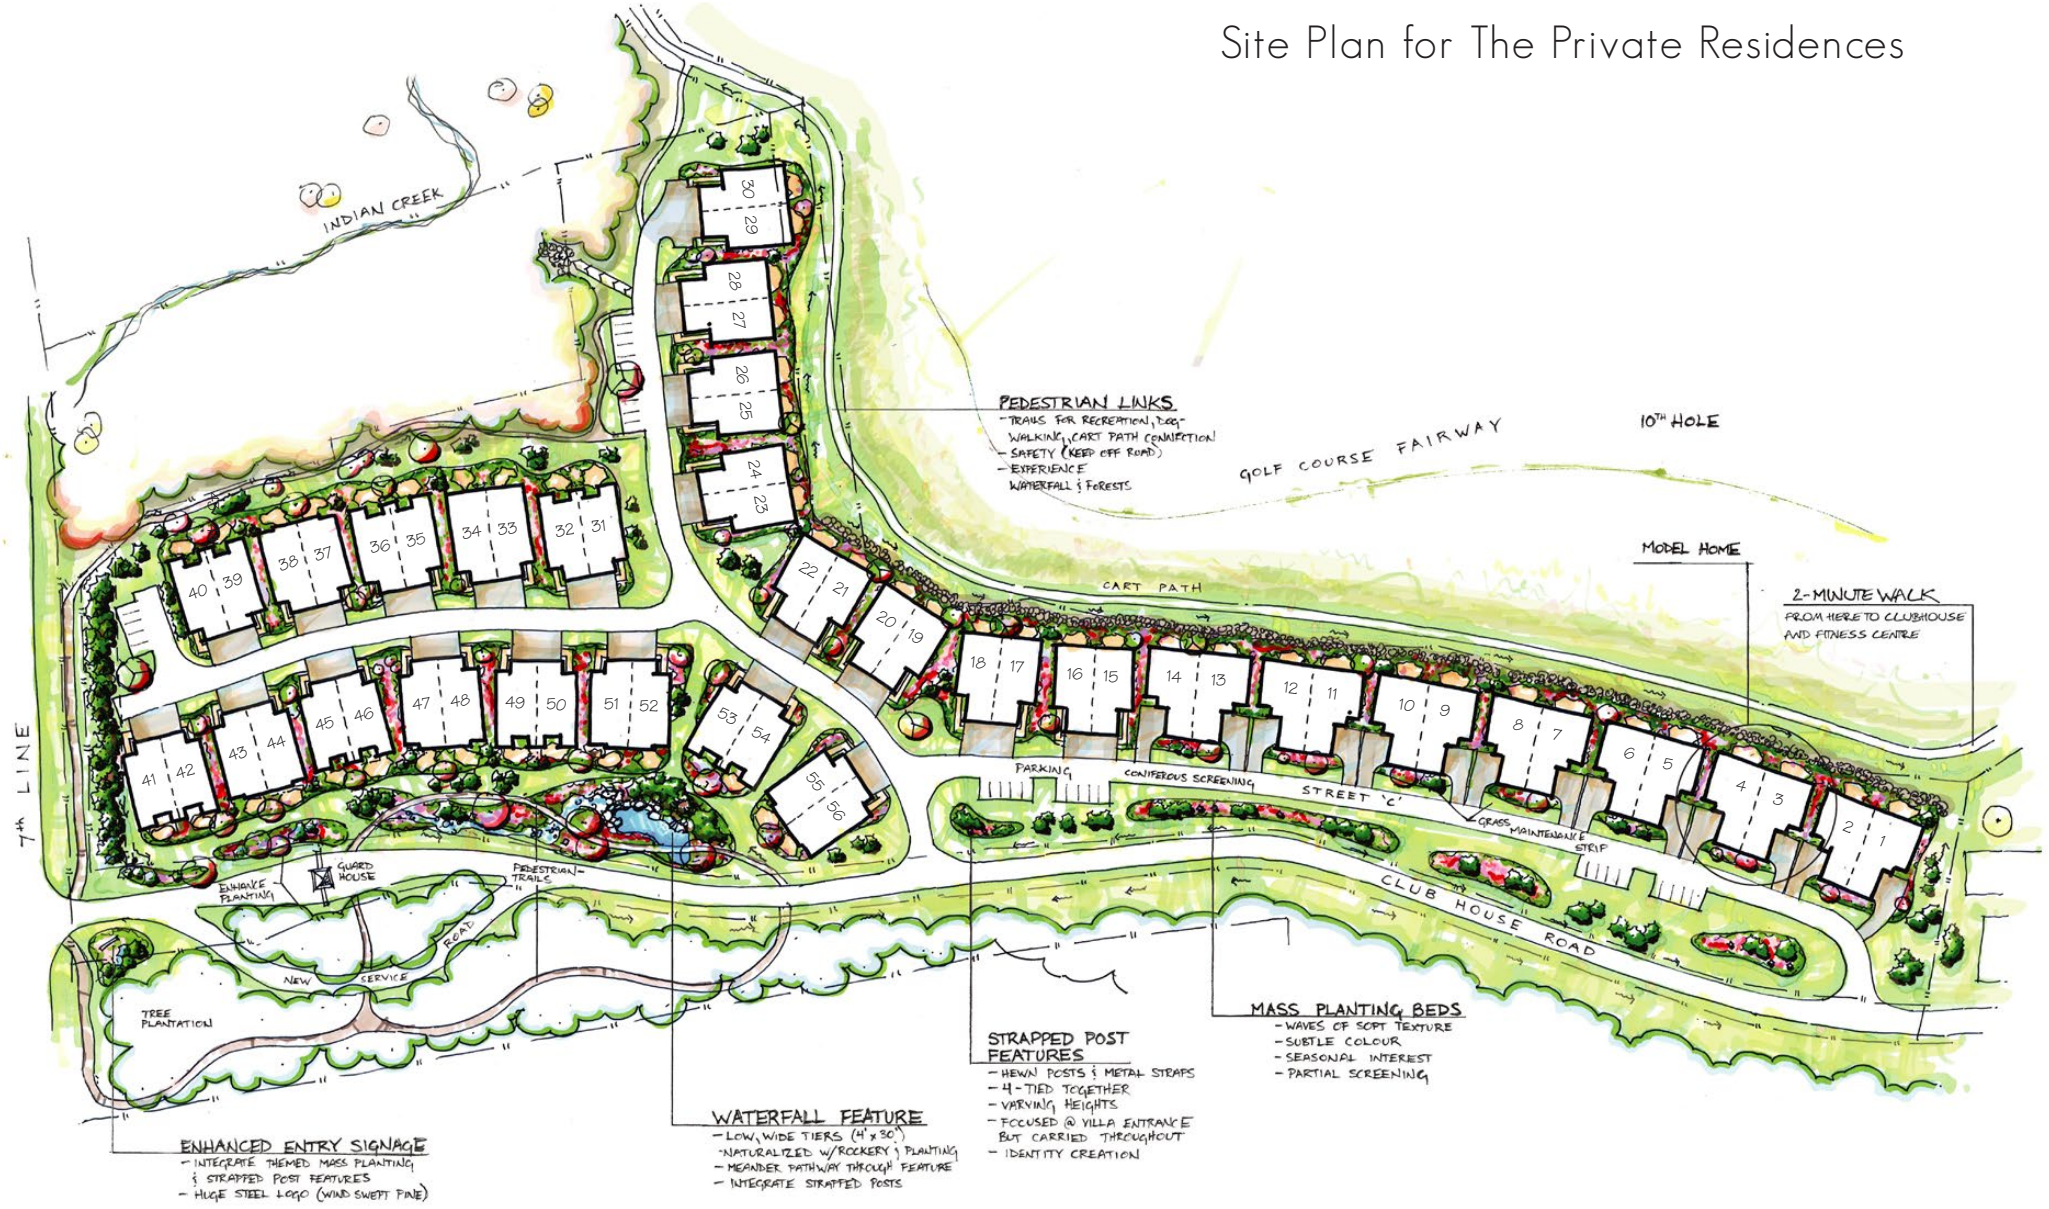 Site Plan for The Private Residences
INDIAN CREEK
30
29
28
27
26
25
24
23
PEDESTRIAN LINKS
- TRAILS FOR RECREATION, DOG-
WALKING, CART PATH CONNECTION
- SAFETY (KEEP OFF ROAD)
- EXPERIENCE
WATERFALL & FORESTS
GOLF COURSE FAIRWAY
10TH HOLE
MODEL HOME
2-MINUTE WALK
FROM HERE TO CLUBHOUSE
AND FITNESS CENTRE
CART PATH
40 39 38 37 36 35 34 33 32 31
22 21 20 19
18 17 16 15 14 13 12 11 10 9 8 7 6 5 4 3 2 1
41 42 43 44 45 46 47 48 49 50 51 52
53 54
55 56
7th LINE
PARKING
CONIFEROUS SCREENING
STREET 'C'
GRASS MAINTENANCE
STRIP
CLUB HOUSE ROAD
ENHANCE
PLANTING
GUARD
HOUSE
PEDESTRIAN
TRAILS
NEW SERVICE ROAD
TREE
PLANTATION
MASS PLANTING BEDS
- WAVES OF SOFT TEXTURE
- SUBTLE COLOUR
- SEASONAL INTEREST
- PARTIAL SCREENING
STRAPPED POST
FEATURES
- HEWN POSTS & METAL STRAPS
- 4-TIED TOGETHER
- VARYING HEIGHTS
- FOCUSED @ VILLA ENTRANCE
BUT CARRIED THROUGHOUT
- IDENTITY CREATION
WATERFALL FEATURE
- LOW, WIDE TIERS (4' x 30')
- NATURALIZED W/ROCKERY & PLANTING
- MEANDER PATHWAY THROUGH FEATURE
- INTEGRATE STRAPPED POSTS
ENHANCED ENTRY SIGNAGE
- INTEGRATE THEMED MASS PLANTING
& STRAPPED POST FEATURES
- HUGE STEEL LOGO (WIND SWEPT PINE)